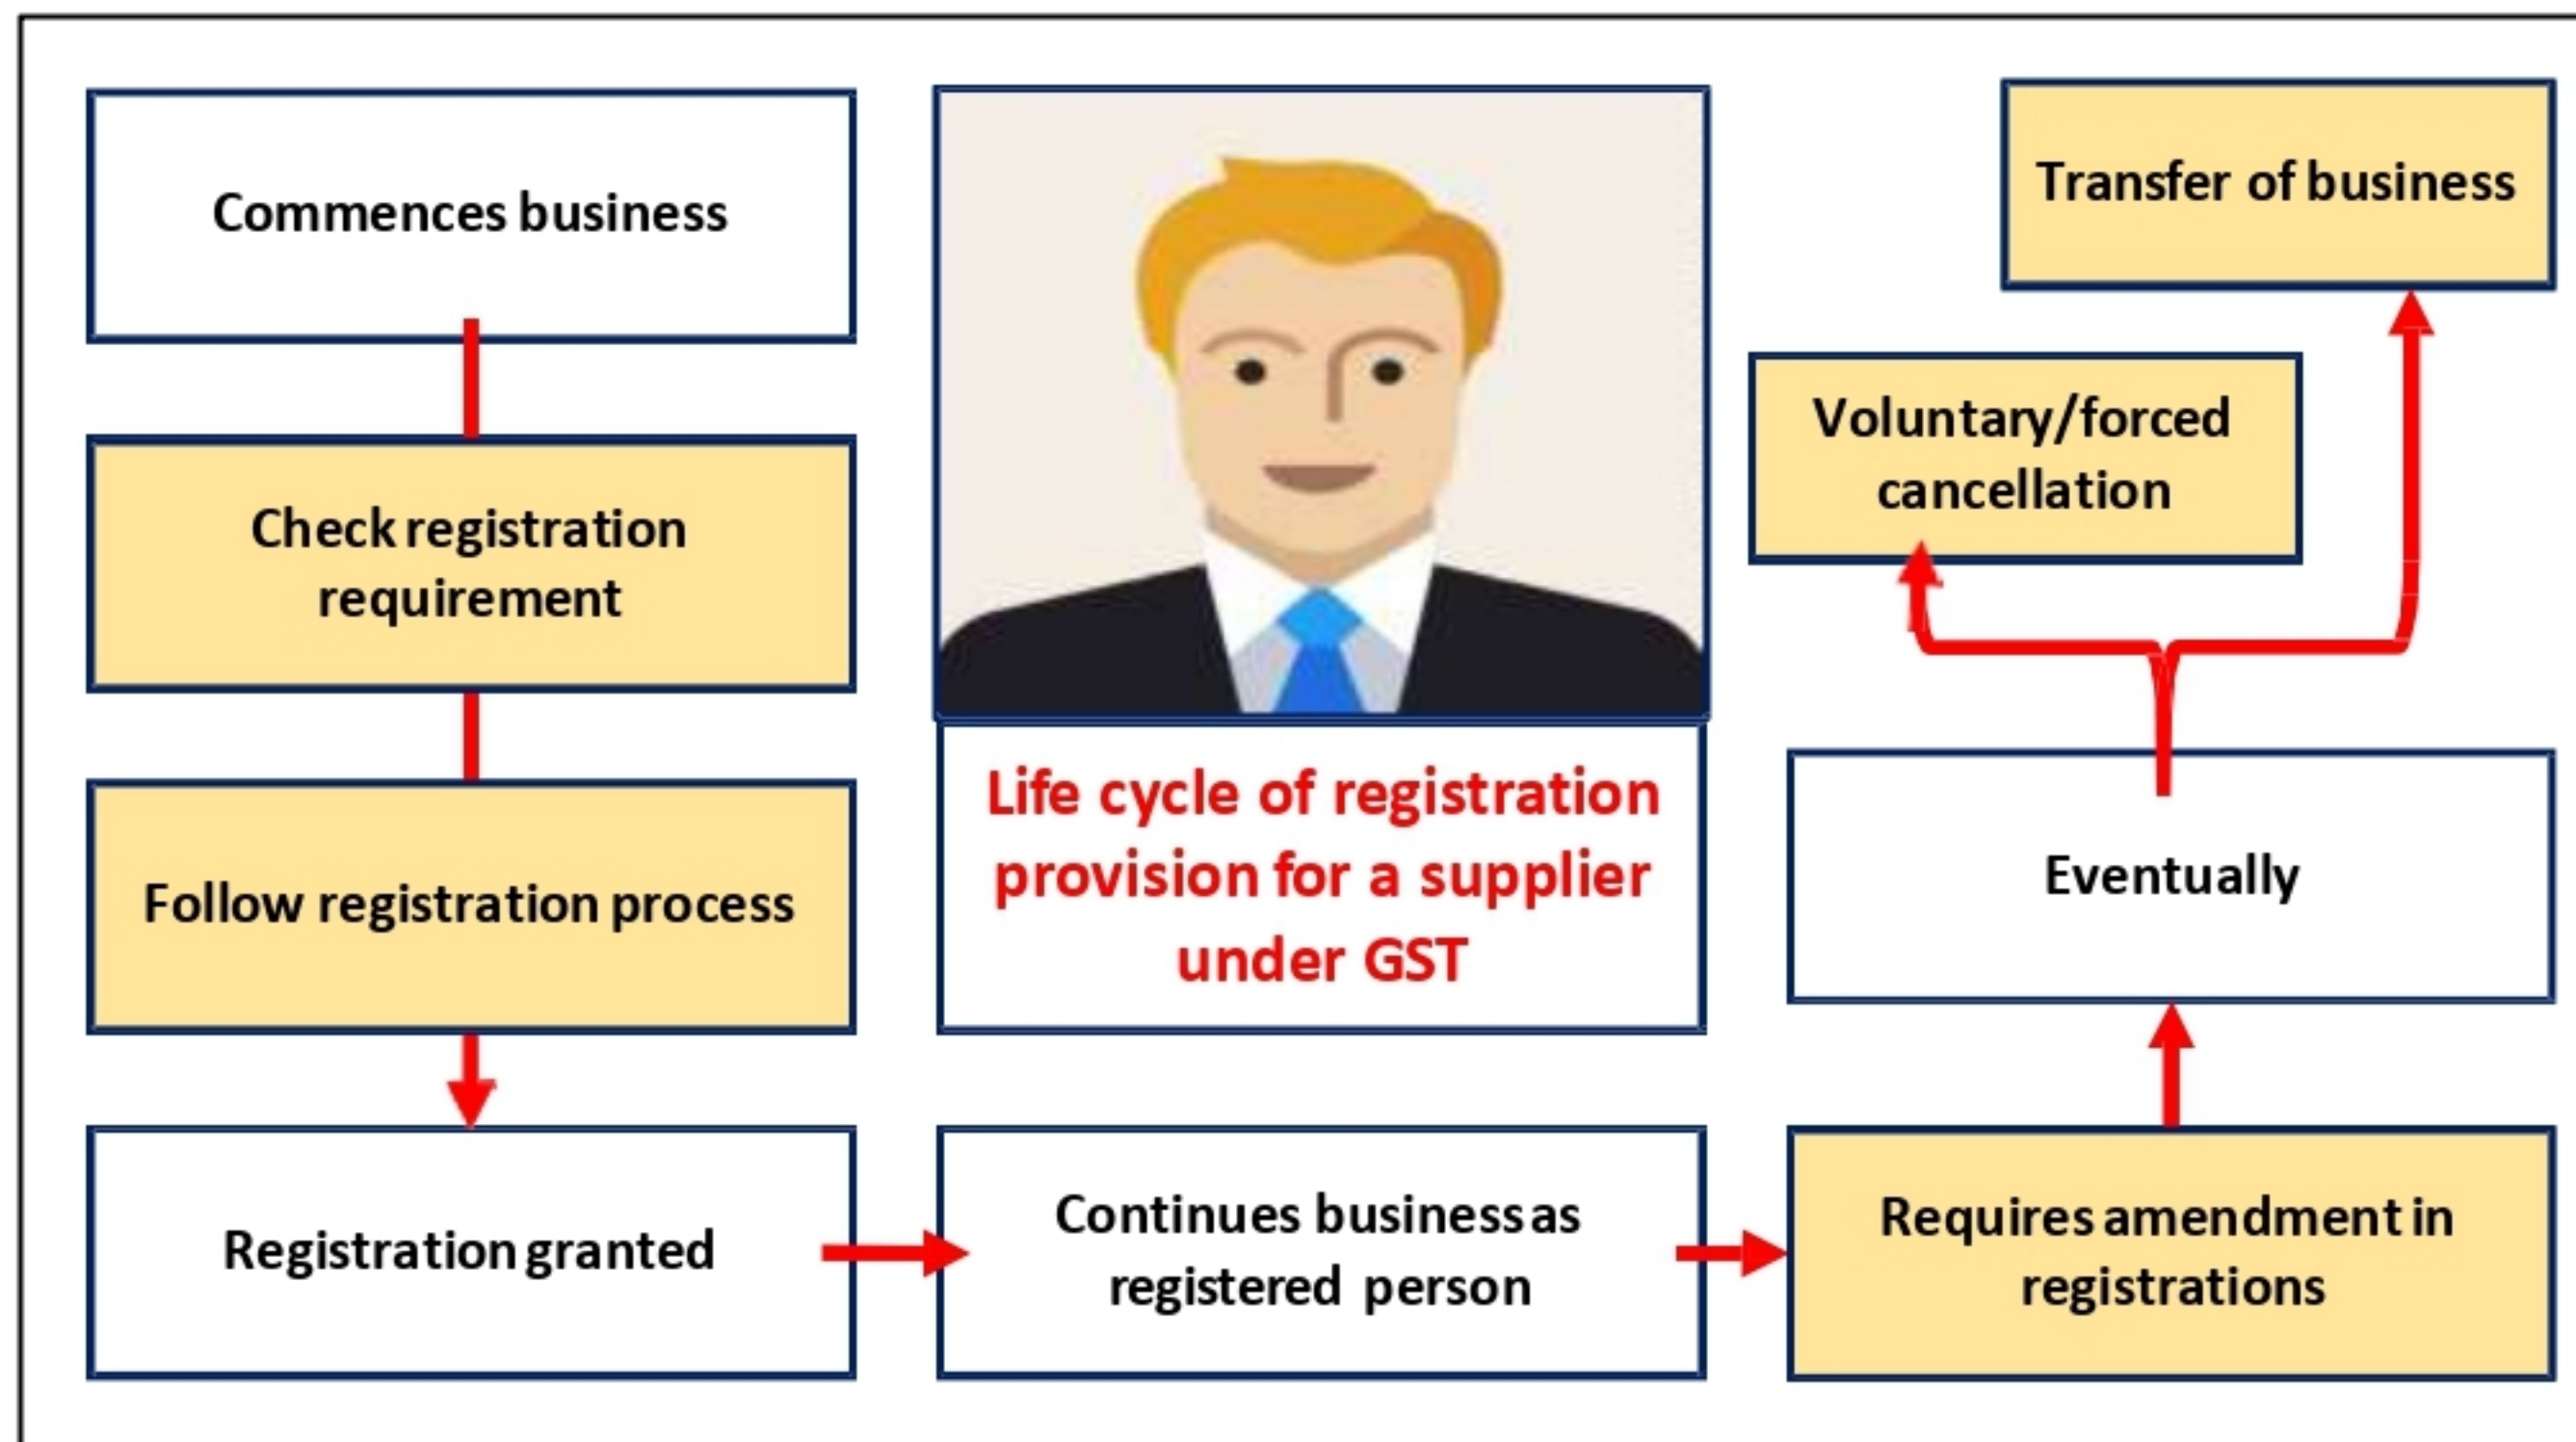 Commences business
Check registration
requirement
Follow registration process
Registration granted
Life cycle of registration
provision for a supplier
under GST
Continues business as
registered person
Requires amendment in
registrations
Eventually
Voluntary/forced
cancellation
Transfer of business